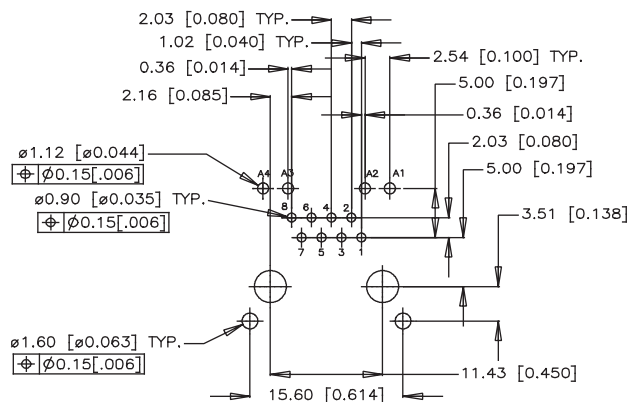 2.03 [0.080] TYP.
1.02 [0.040] TYP.
0.36 [0.014]
2.16 [0.085]
2.54 [0.100] TYP.
5.00 [0.197]
0.36 [0.014]
2.03 [0.080]
5.00 [0.197]
3.51 [0.138]
ø1.12 [ø0.044]
⌖ Ø0.15[.006]
ø0.90 [ø0.035] TYP.
⌖ Ø0.15[.006]
A4 A3 A2 A1
8 6 4 2
7 5 3 1
ø1.60 [ø0.063] TYP.
⌖ Ø0.15[.006]
11.43 [0.450]
15.60 [0.614]